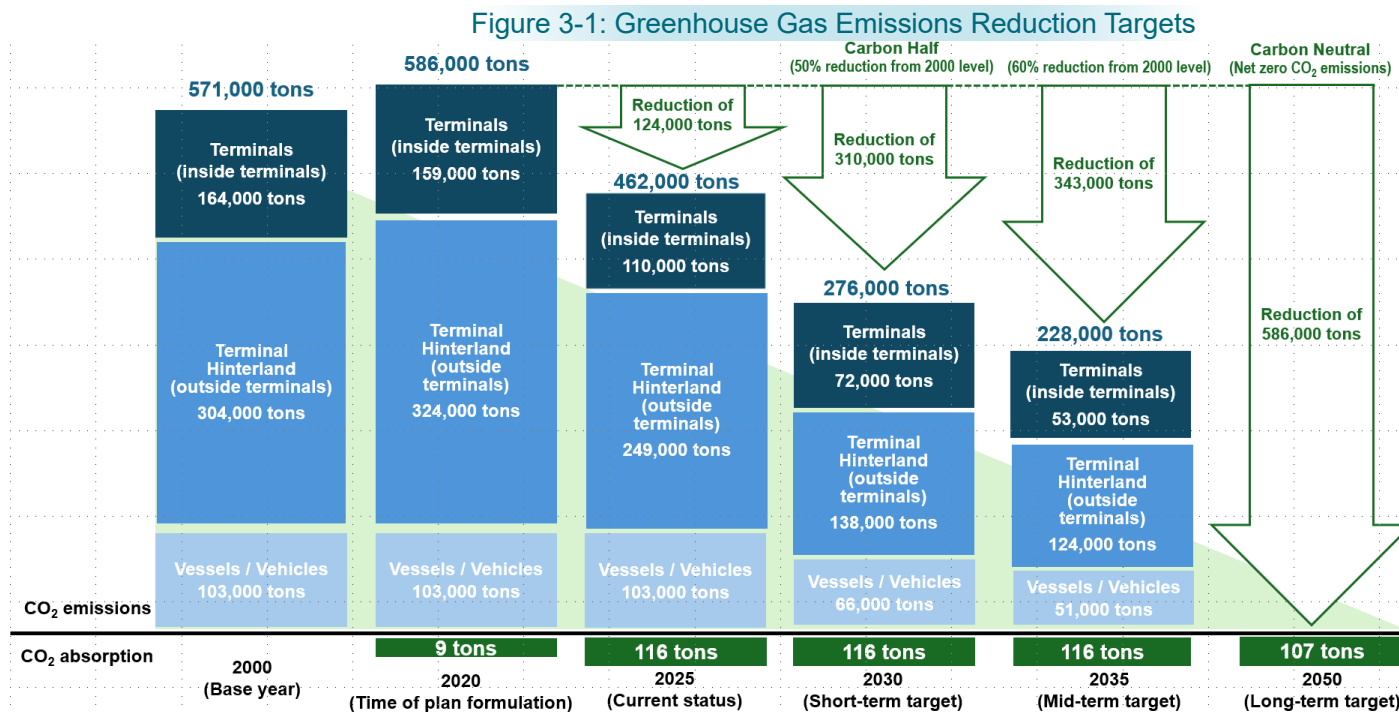 Figure 3-1: Greenhouse Gas Emissions Reduction Targets
571,000 tons
Terminals
(inside terminals)
164,000 tons
Terminal
Hinterland
(outside terminals)
304,000 tons
Vessels / Vehicles
103,000 tons
586,000 tons
Terminals
(inside terminals)
159,000 tons
Terminal
Hinterland
(outside
terminals)
324,000 tons
Vessels / Vehicles
103,000 tons
Reduction of
124,000 tons
462,000 tons
Terminals
(inside terminals)
110,000 tons
Terminal
Hinterland
(outside
terminals)
249,000 tons
Vessels / Vehicles
103,000 tons
Carbon Half
(50% reduction from 2000 level)
Reduction of
310,000 tons
276,000 tons
Terminals
(inside terminals)
72,000 tons
Terminal
Hinterland
(outside
terminals)
138,000 tons
Vessels / Vehicles
66,000 tons
(60% reduction from 2000 level)
Reduction of
343,000 tons
228,000 tons
Terminals
(inside terminals)
53,000 tons
Terminal
Hinterland
(outside
terminals)
124,000 tons
Vessels / Vehicles
51,000 tons
Carbon Neutral
(Net zero CO₂ emissions)
Reduction of
586,000 tons
CO₂ emissions
CO₂ absorption
9 tons
116 tons
116 tons
116 tons
107 tons
2000
(Base year)
2020
(Time of plan formulation)
2025
(Current status)
2030
(Short-term target)
2035
(Mid-term target)
2050
(Long-term target)